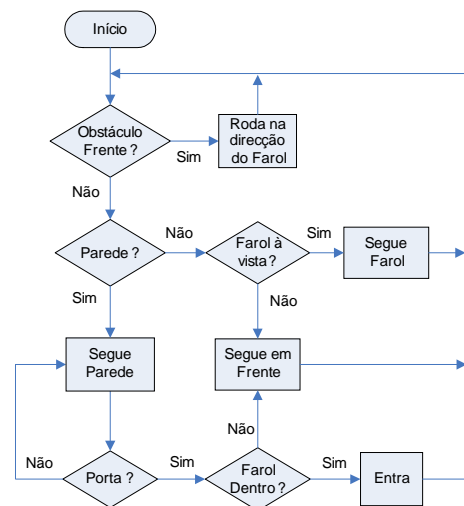 Início
Obstáculo
Frente ?
Sim
Roda na
direcção
do Farol
Não
Parede ?
Não
Farol à
vista ?
Sim
Segue
Farol
Sim
Não
Segue
Parede
Segue em
Frente
Não
Não
Porta ?
Sim
Farol
Dentro ?
Sim
Entra